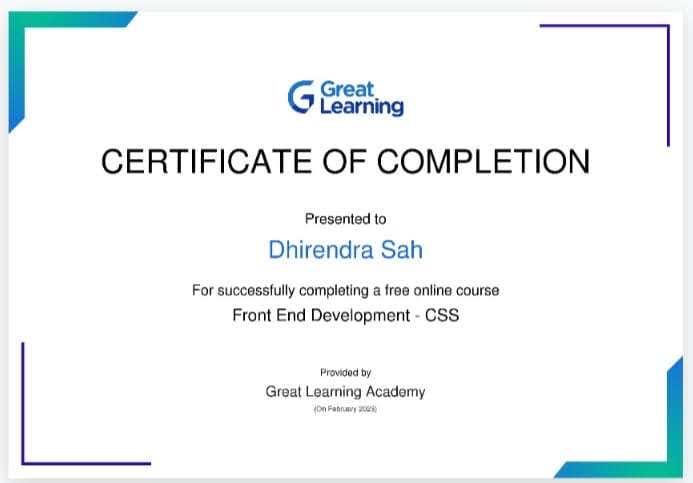 Great
Learning
CERTIFICATE OF COMPLETION
Presented to
Dhirendra Sah
For successfully completing a free online course
Front End Development - CSS
Provided by
Great Learning Academy
(On February 2023)